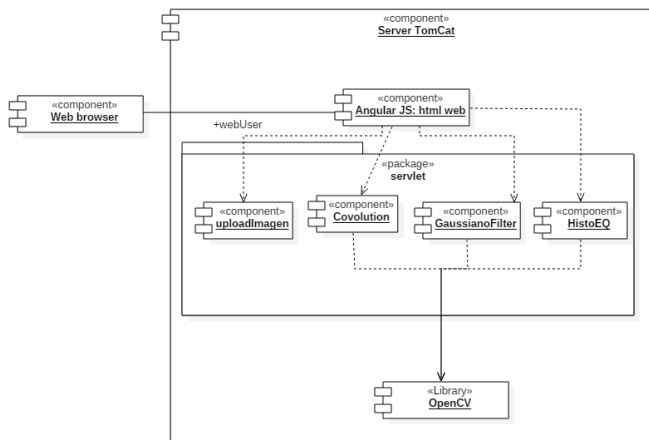 «component»
Server TomCat
«component»
Web browser
+webUser
«component»
Angular JS: html web
«package»
servlet
«component»
uploadImagen
«component»
Covolution
«component»
GaussianoFilter
«component»
HistoEQ
«Library»
OpenCV